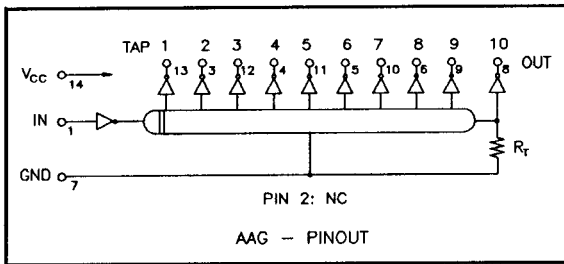 TAP 1 2 3 4 5 6 7 8 9 10
13 3 12 4 11 5 10 6 9 8 OUT
VCC 14
IN 1
RT
GND 7
PIN 2: NC
AAG – PINOUT